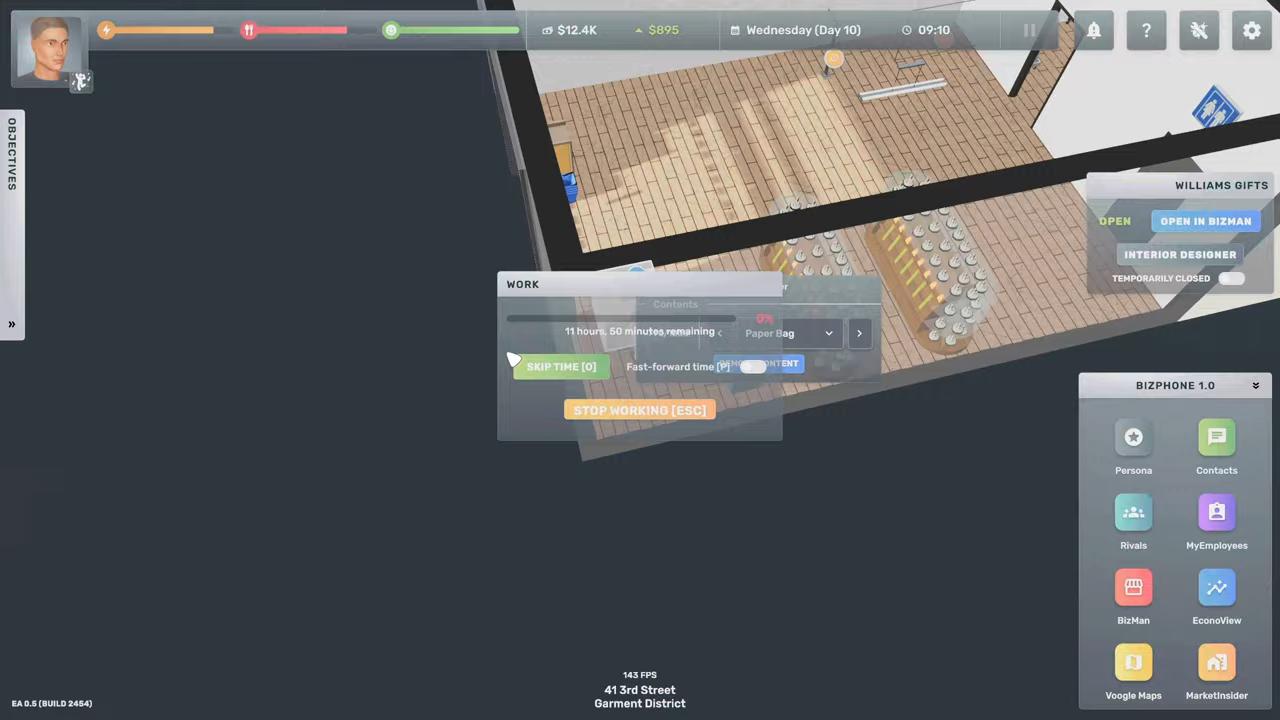 $12.4K
$895
Wednesday (Day 10)
09:10
?
OBJECTIVES
»
WILLIAMS GIFTS
OPEN
OPEN IN BIZMAN
INTERIOR DESIGNER
TEMPORARILY CLOSED
WORK
Contents
0%
11 hours, 50 minutes remaining
Paper Bag
SKIP TIME [O]
Fast-forward time [P]
STOP WORKING [ESC]
BIZPHONE 1.0
Persona
Contacts
Rivals
MyEmployees
BizMan
EconoView
Voogle Maps
MarketInsider
143 FPS
41 3rd Street
Garment District
EA 0.5 (BUILD 2454)